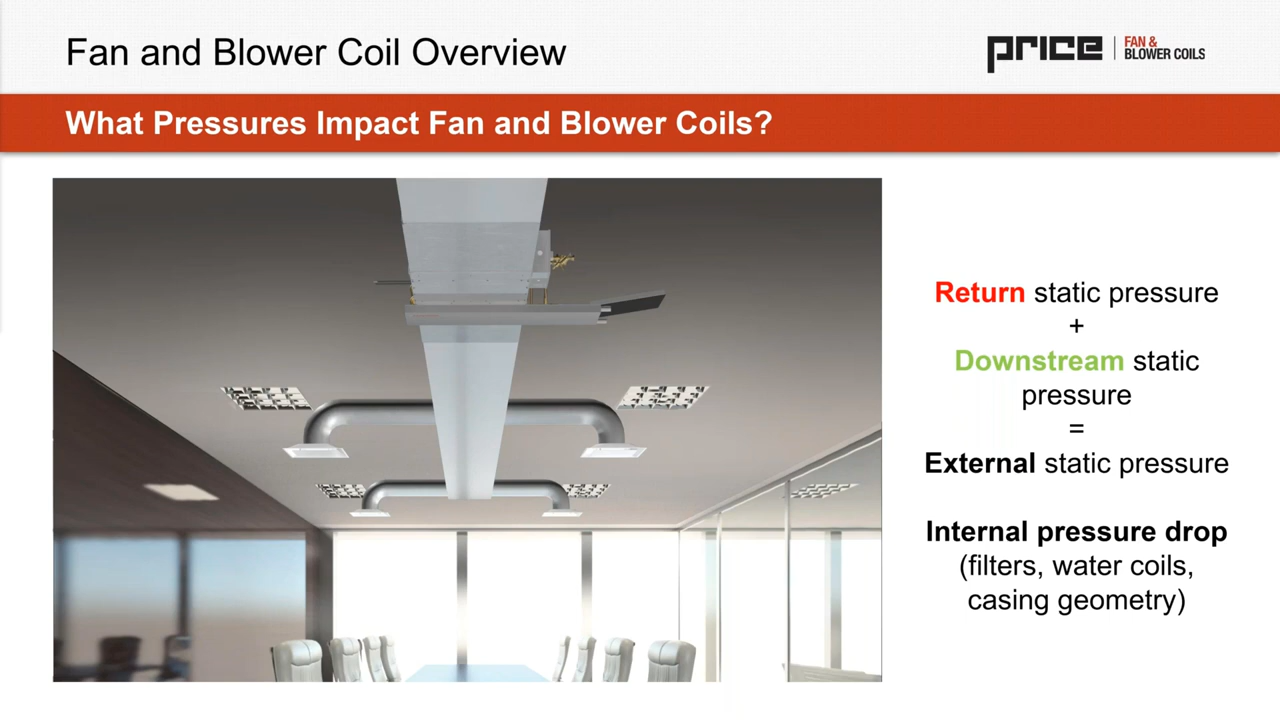 Fan and Blower Coil Overview
PRICE
FAN &
BLOWER COILS
What Pressures Impact Fan and Blower Coils?
Return static pressure
+
Downstream static
pressure
=
External static pressure
Internal pressure drop
(filters, water coils,
casing geometry)